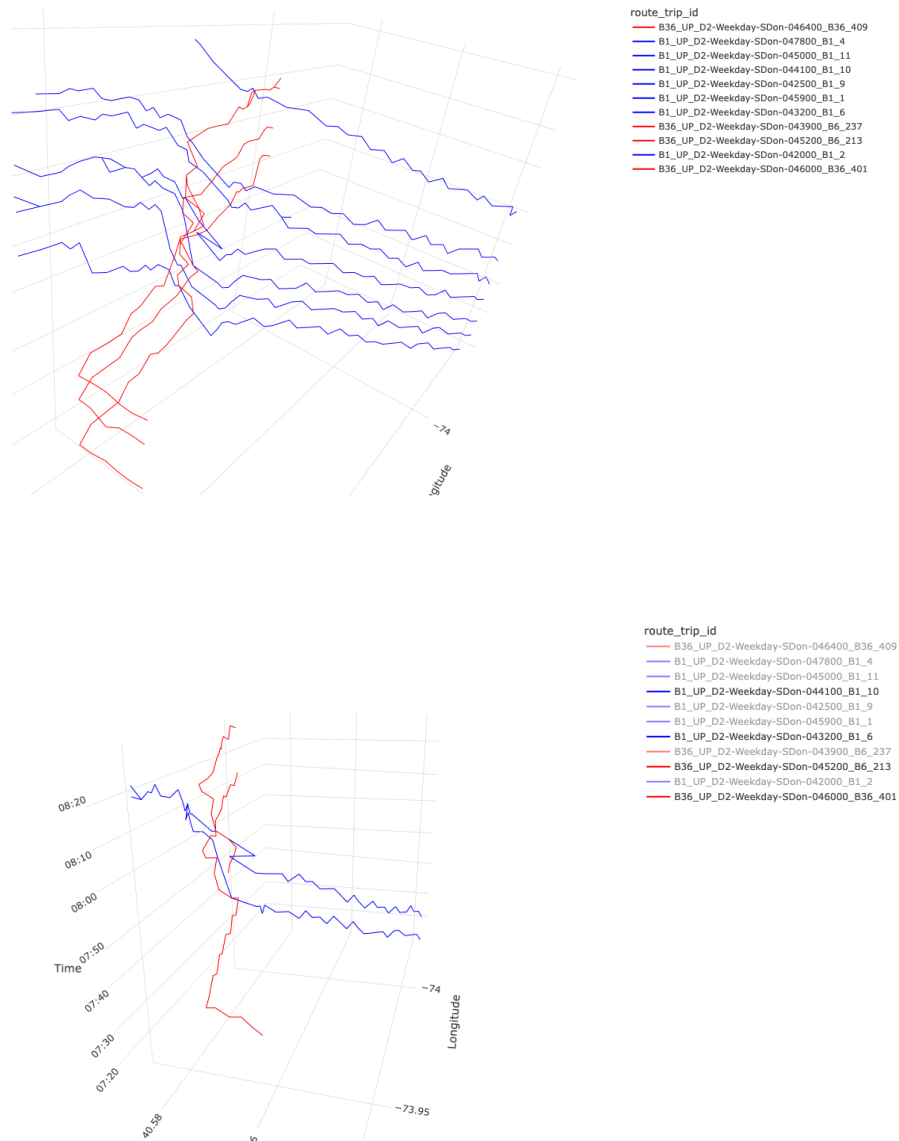 route_trip_id
B36_UP_D2-Weekday-SDon-046400_B36_409
B1_UP_D2-Weekday-SDon-047800_B1_4
B1_UP_D2-Weekday-SDon-045000_B1_11
B1_UP_D2-Weekday-SDon-044100_B1_10
B1_UP_D2-Weekday-SDon-042500_B1_9
B1_UP_D2-Weekday-SDon-045900_B1_1
B1_UP_D2-Weekday-SDon-043200_B1_6
B36_UP_D2-Weekday-SDon-043900_B6_237
B36_UP_D2-Weekday-SDon-045200_B6_213
B1_UP_D2-Weekday-SDon-042000_B1_2
B36_UP_D2-Weekday-SDon-046000_B36_401
−74
gitude
route_trip_id
B36_UP_D2-Weekday-SDon-046400_B36_409
B1_UP_D2-Weekday-SDon-047800_B1_4
B1_UP_D2-Weekday-SDon-045000_B1_11
B1_UP_D2-Weekday-SDon-044100_B1_10
B1_UP_D2-Weekday-SDon-042500_B1_9
B1_UP_D2-Weekday-SDon-045900_B1_1
B1_UP_D2-Weekday-SDon-043200_B1_6
B36_UP_D2-Weekday-SDon-043900_B6_237
B36_UP_D2-Weekday-SDon-045200_B6_213
B1_UP_D2-Weekday-SDon-042000_B1_2
B36_UP_D2-Weekday-SDon-046000_B36_401
08:20
08:10
08:00
07:50
Time
07:40
07:30
07:20
−74
Longitude
−73.95
40.58